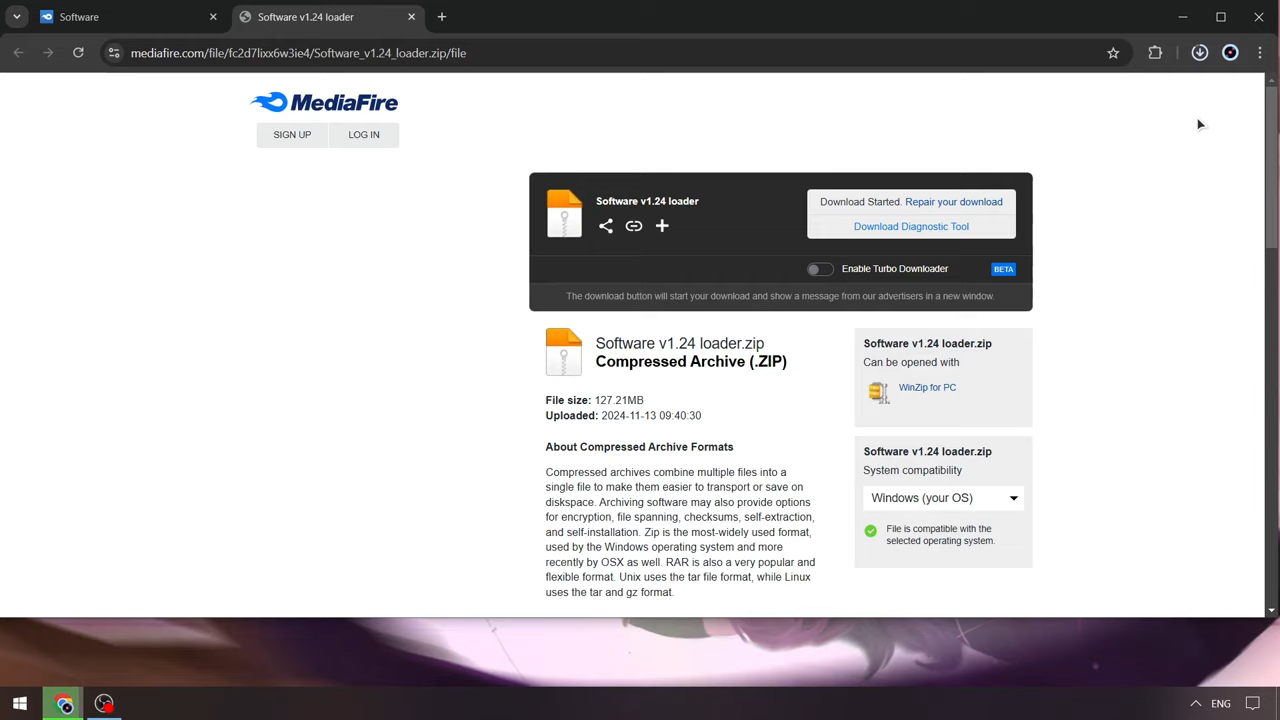 Software
Software v1.24 loader
mediafire.com/file/fc2d7lixx6w3ie4/Software_v1.24_loader.zip/file
MediaFire
SIGN UP
LOG IN
Software v1.24 loader
Download Started. Repair your download
Download Diagnostic Tool
Enable Turbo Downloader
BETA
The download button will start your download and show a message from our advertisers in a new window.
Software v1.24 loader.zip
Compressed Archive (.ZIP)
File size: 127.21MB
Uploaded: 2024-11-13 09:40:30
About Compressed Archive Formats
Compressed archives combine multiple files into a
single file to make them easier to transport or save on
diskspace. Archiving software may also provide options
for encryption, file spanning, checksums, self-extraction,
and self-installation. Zip is the most-widely used format,
used by the Windows operating system and more
recently by OSX as well. RAR is also a very popular and
flexible format. Unix uses the tar file format, while Linux
uses the tar and gz format.
Software v1.24 loader.zip
Can be opened with
WinZip for PC
Software v1.24 loader.zip
System compatibility
Windows (your OS)
File is compatible with the
selected operating system.
ENG